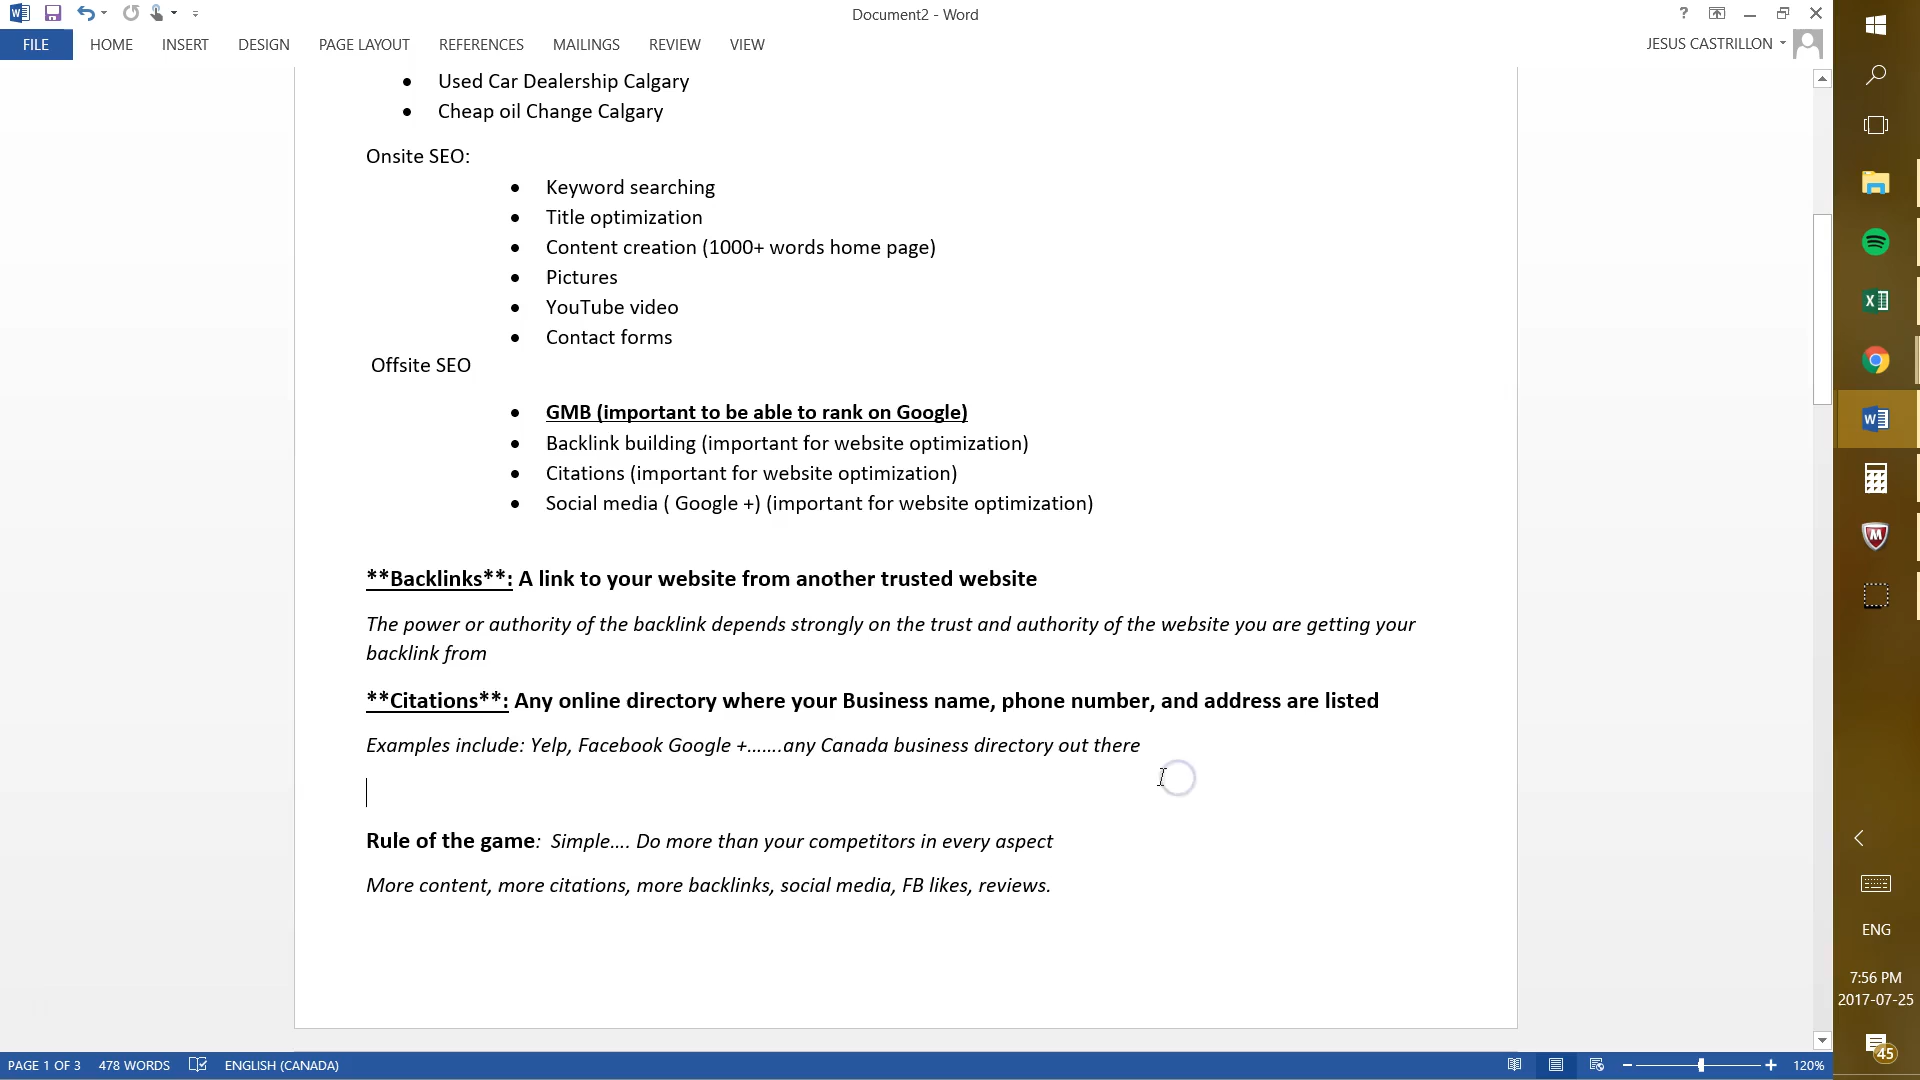 Document2 - Word
?
FILE HOME INSERT DESIGN PAGE LAYOUT REFERENCES MAILINGS REVIEW VIEW
JESUS CASTRILLON
• Used Car Dealership Calgary
• Cheap oil Change Calgary
Onsite SEO:
• Keyword searching
• Title optimization
• Content creation (1000+ words home page)
• Pictures
• YouTube video
• Contact forms
Offsite SEO
• GMB (important to be able to rank on Google)
• Backlink building (important for website optimization)
• Citations (important for website optimization)
• Social media ( Google +) (important for website optimization)
**Backlinks**: A link to your website from another trusted website
The power or authority of the backlink depends strongly on the trust and authority of the website you are getting your
backlink from
**Citations**: Any online directory where your Business name, phone number, and address are listed
Examples include: Yelp, Facebook Google +…….any Canada business directory out there
Rule of the game:  Simple…. Do more than your competitors in every aspect
More content, more citations, more backlinks, social media, FB likes, reviews.
PAGE 1 OF 3 478 WORDS ENGLISH (CANADA)
120%
ENG
7:56 PM
2017-07-25
45